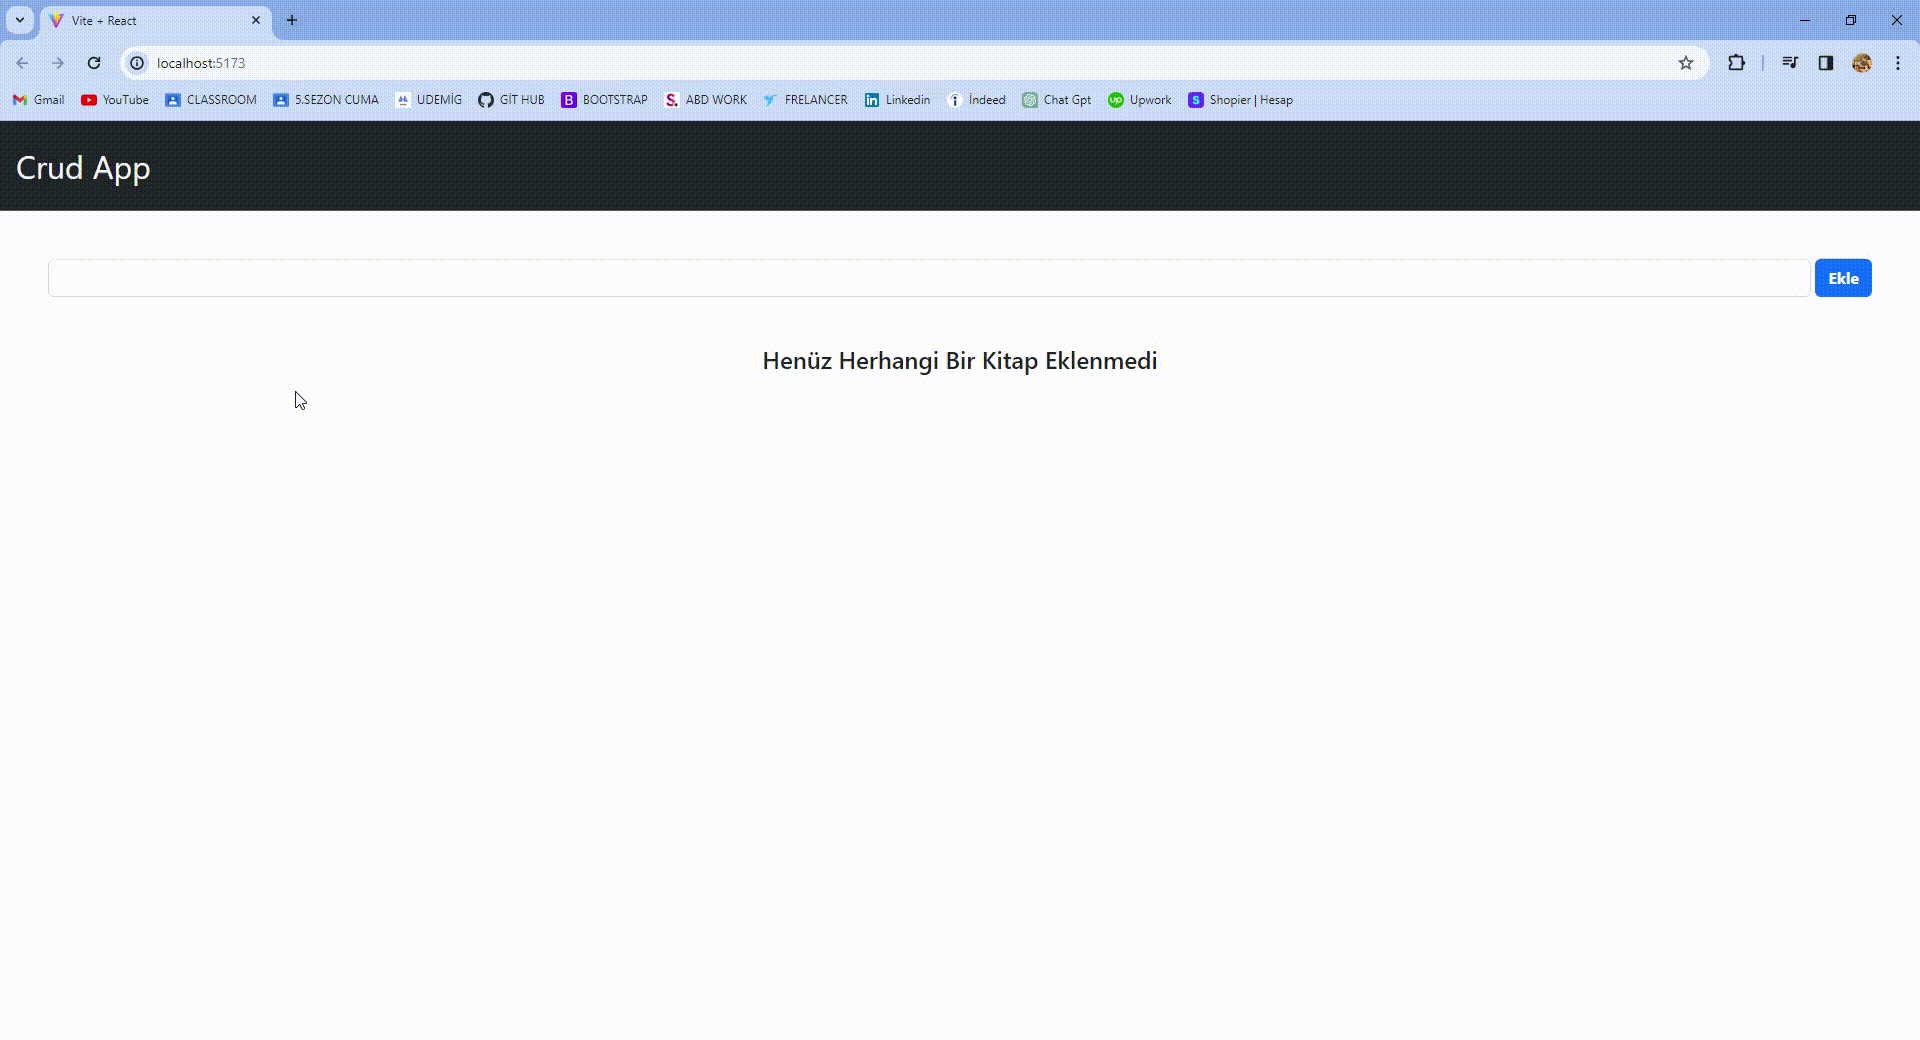 Vite + React
localhost:5173
Gmail YouTube CLASSROOM 5.SEZON CUMA UDEMİG GİT HUB BOOTSTRAP ABD WORK FRELANCER Linkedin İndeed Chat Gpt Upwork Shopier | Hesap
Crud App
Ekle
Henüz Herhangi Bir Kitap Eklenmedi